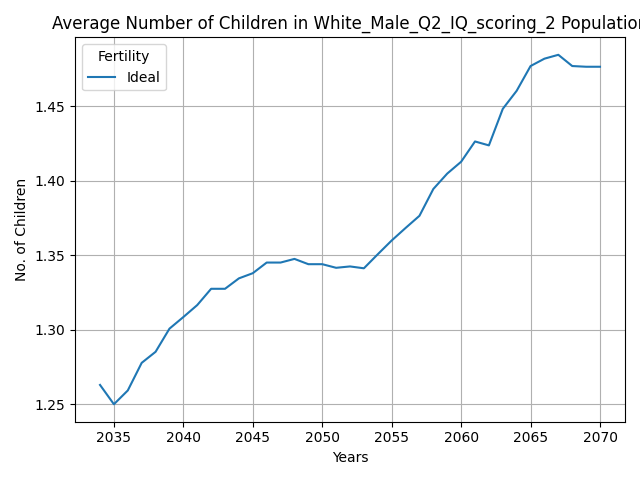 Average Number of Children in White_Male_Q2_IQ_scoring_2 Population
Fertility
Ideal
No. of Children
1.45
1.40
1.35
1.30
1.25
2035 2040 2045 2050 2055 2060 2065 2070
Years